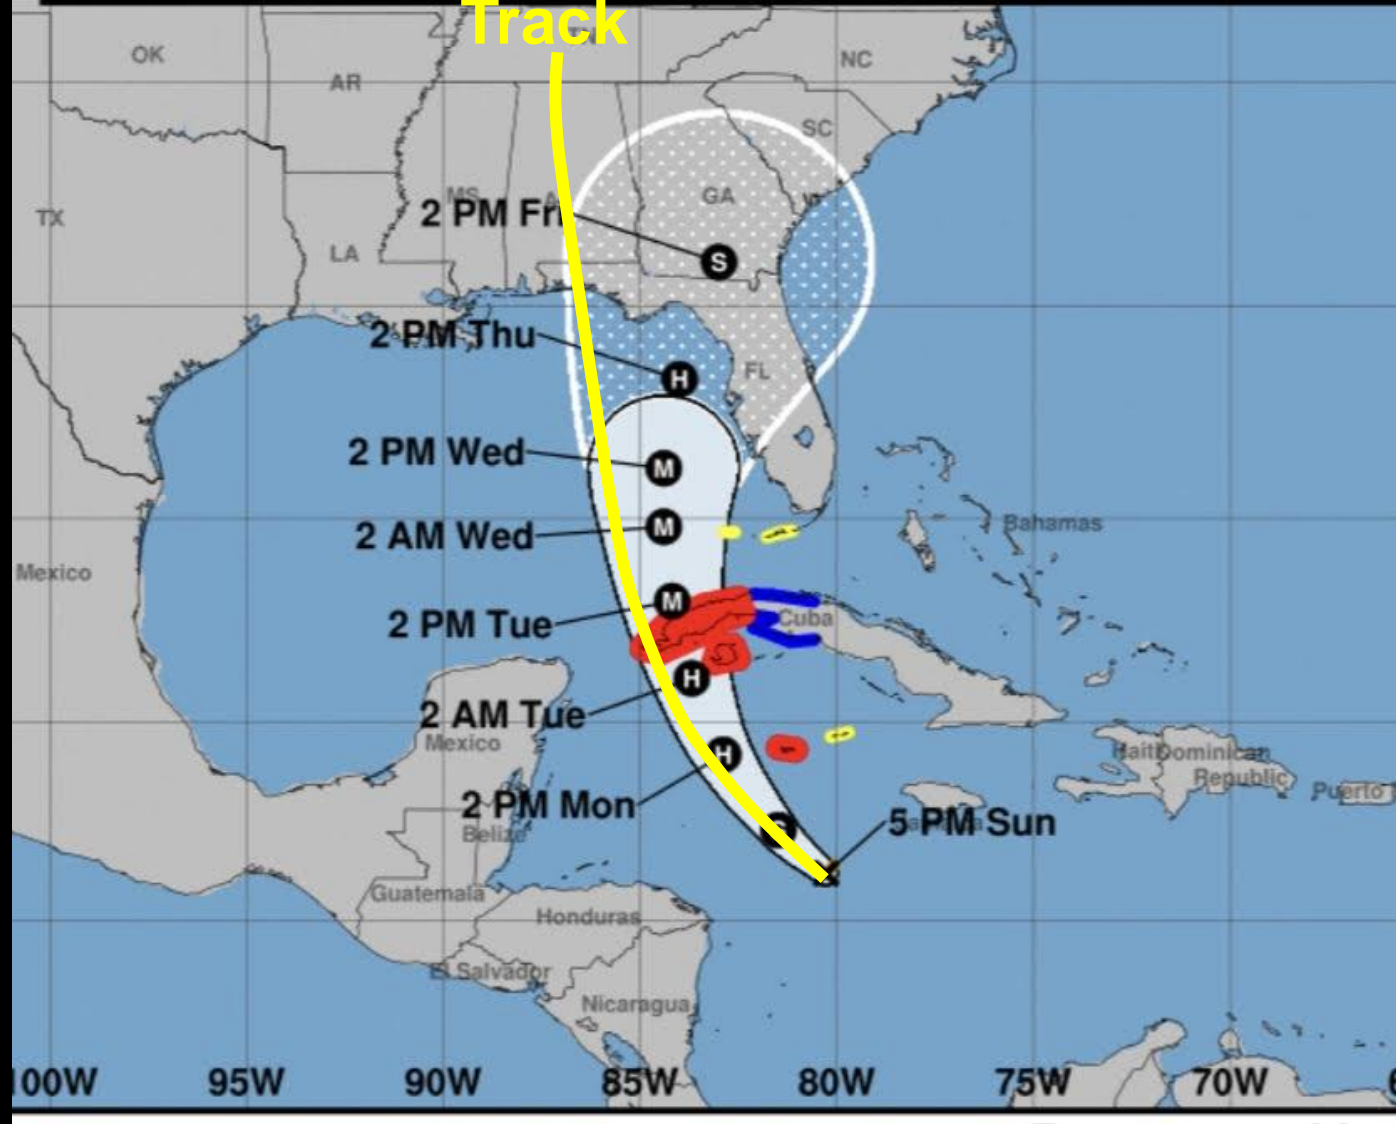 Track
OK
AR
TN
NC
SC
MS
GA
TX
2 PM Fri
S
LA
2 PM Thu
H
FL
2 PM Wed
M
2 AM Wed
M
Bahamas
Mexico
M
2 PM Tue
Cuba
H
2 AM Tue
Mexico
H
Haiti
Dominican
Republic
Puerto
2 PM Mon
5 PM Sun
Belize
Guatemala
Honduras
El Salvador
Nicaragua
100W 95W 90W 85W 80W 75W 70W